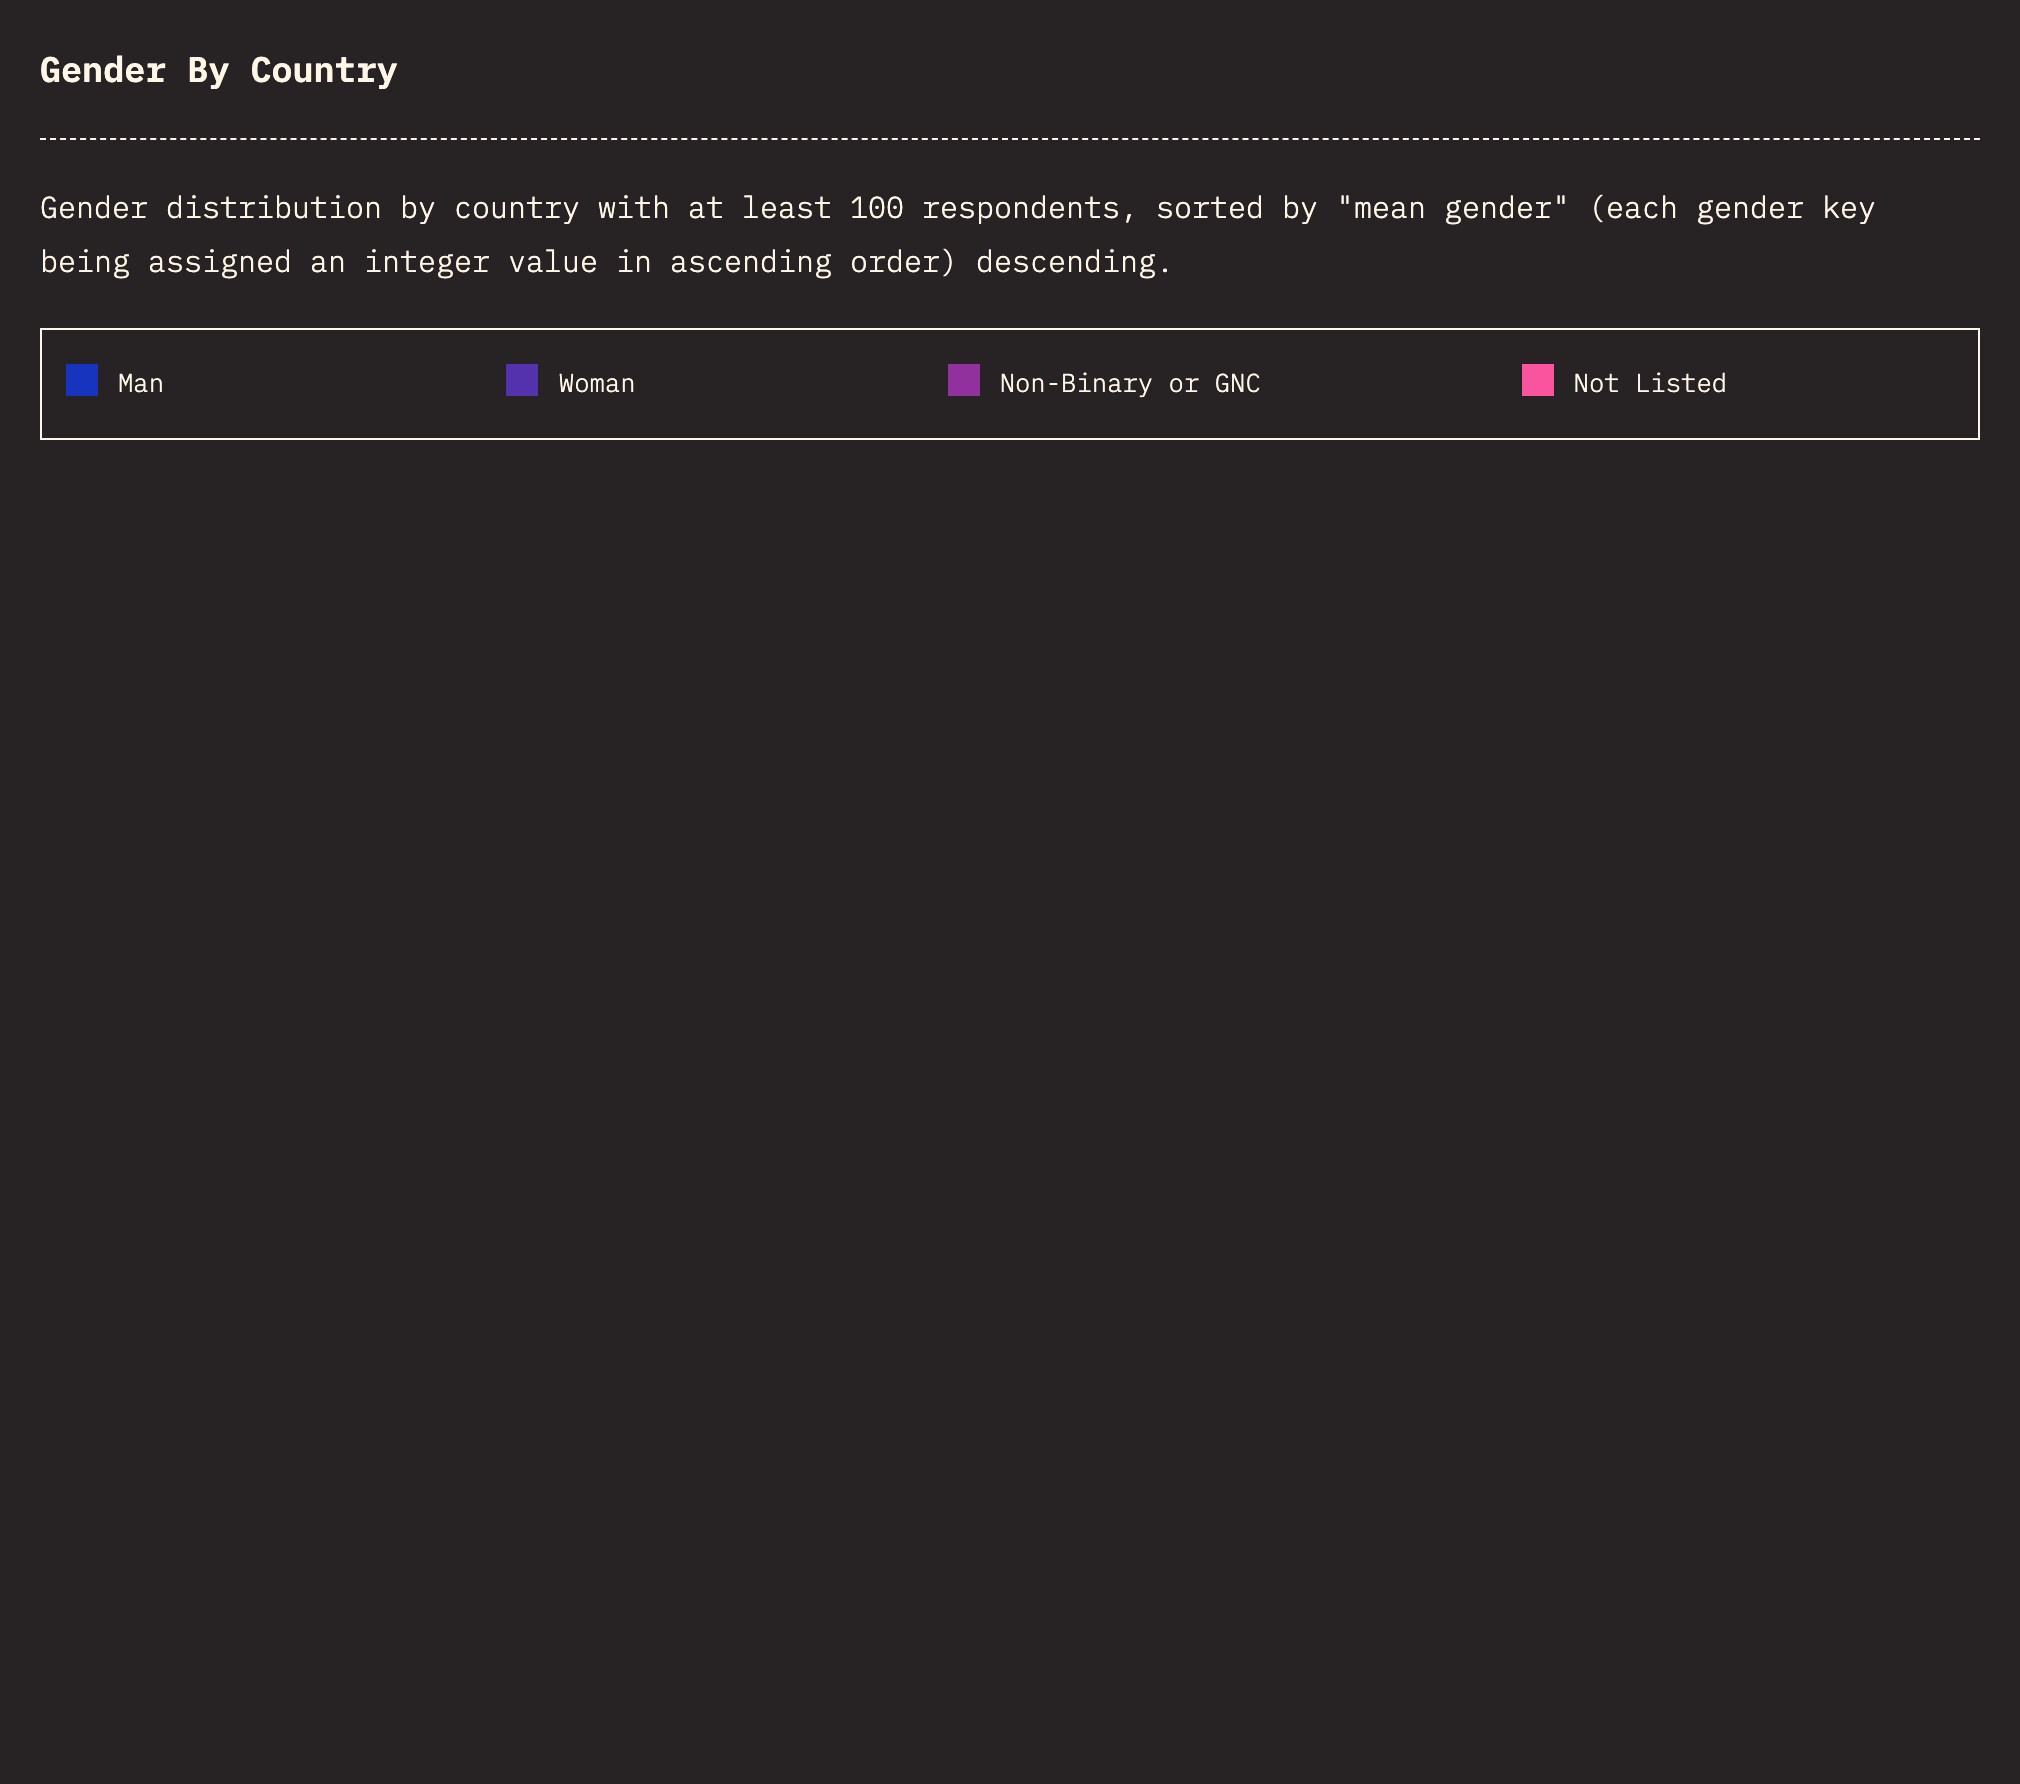 Gender By Country
Gender distribution by country with at least 100 respondents, sorted by "mean gender" (each gender key
being assigned an integer value in ascending order) descending.
Man Woman Non-Binary or GNC Not Listed